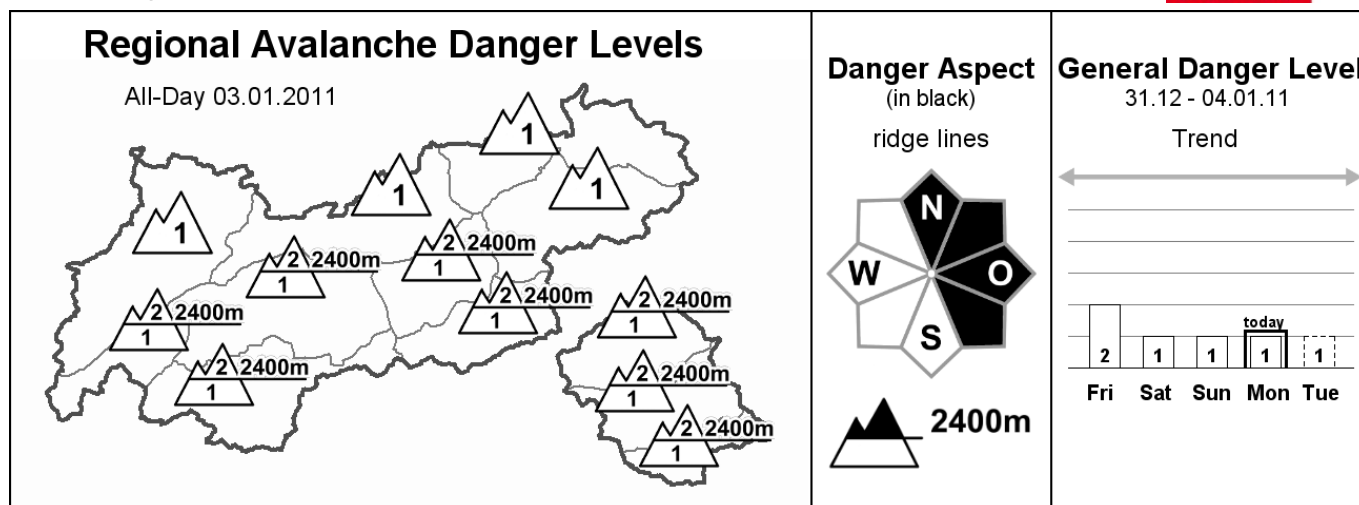 Regional Avalanche Danger Levels
All-Day 03.01.2011
1
1
1
1
2 2400m
1
2 2400m
1
2 2400m
1
2 2400m
1
2 2400m
1
2 2400m
1
2 2400m
1
2 2400m
1
Danger Aspect
(in black)
ridge lines
N
W O
S
2400m
General Danger Level
31.12 - 04.01.11
Trend
today
2 1 1 1 1
Fri Sat Sun Mon Tue